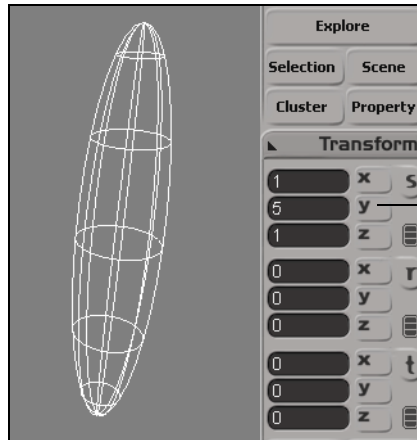 Explore
Selection Scene
Cluster Property
Transform
1 x s
5 y
1 z
0 x r
0 y
0 z
0 x t
0 y
0 z